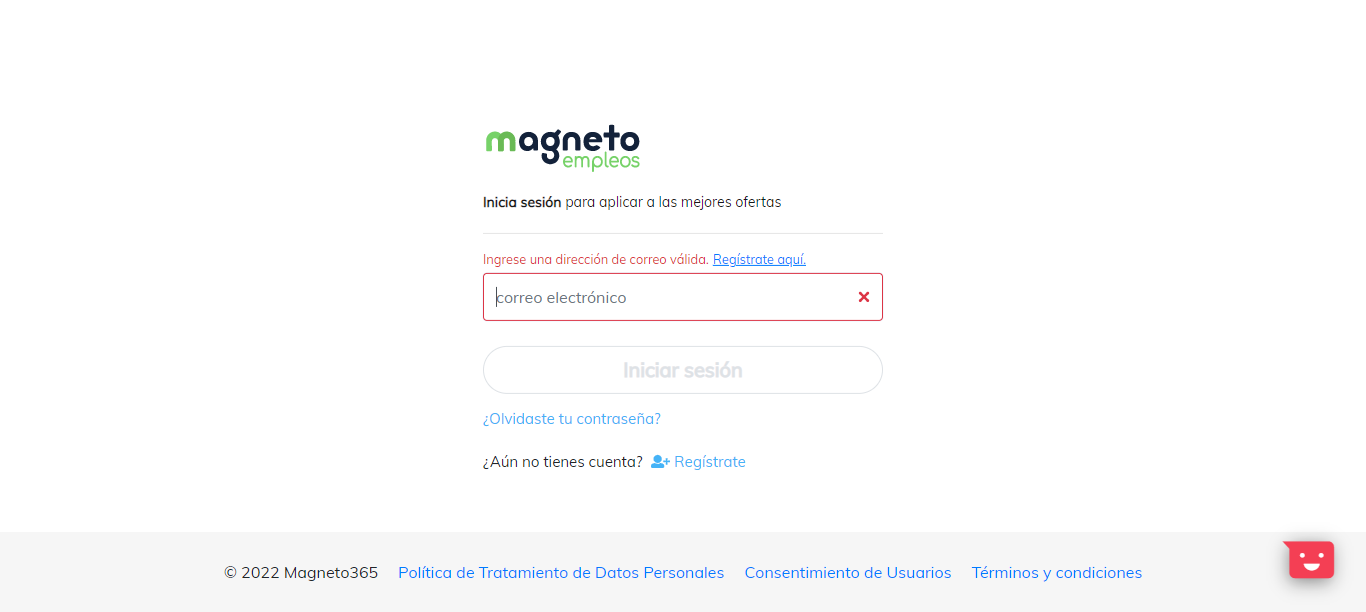 magneto
empleos
Inicia sesión para aplicar a las mejores ofertas
Ingrese una dirección de correo válida. Regístrate aquí.
correo electrónico
Iniciar sesión
¿Olvidaste tu contraseña?
¿Aún no tienes cuenta? Regístrate
© 2022 Magneto365 Política de Tratamiento de Datos Personales Consentimiento de Usuarios Términos y condiciones